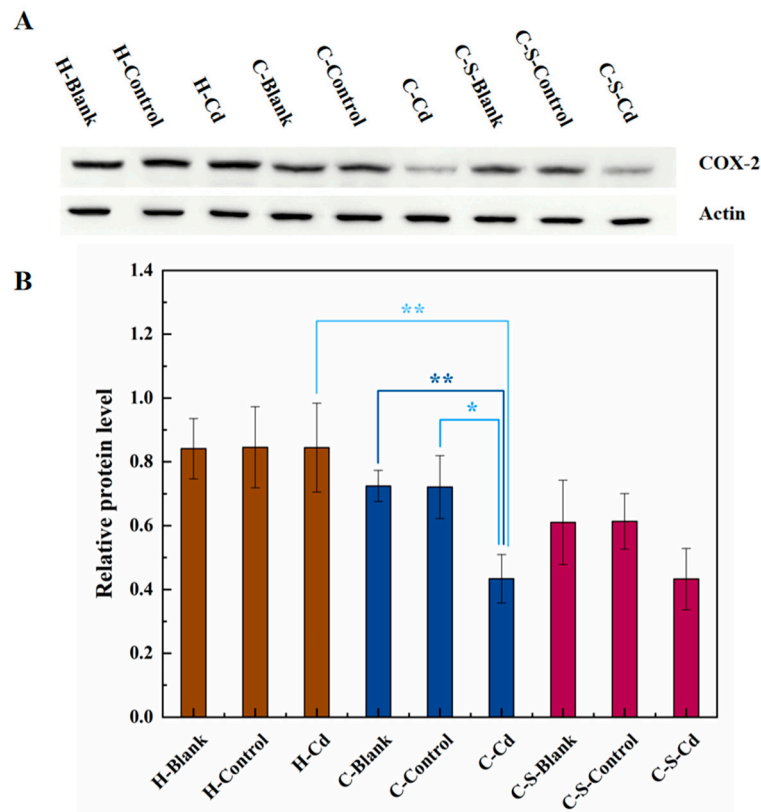 A
H-Blank
H-Control
H-Cd
C-Blank
C-Control
C-Cd
C-S-Blank
C-S-Control
C-S-Cd
COX-2
Actin
B
Relative protein level
1.4
1.2
1.0
0.8
0.6
0.4
0.2
0.0
**
**
*
H-Blank
H-Control
H-Cd
C-Blank
C-Control
C-Cd
C-S-Blank
C-S-Control
C-S-Cd